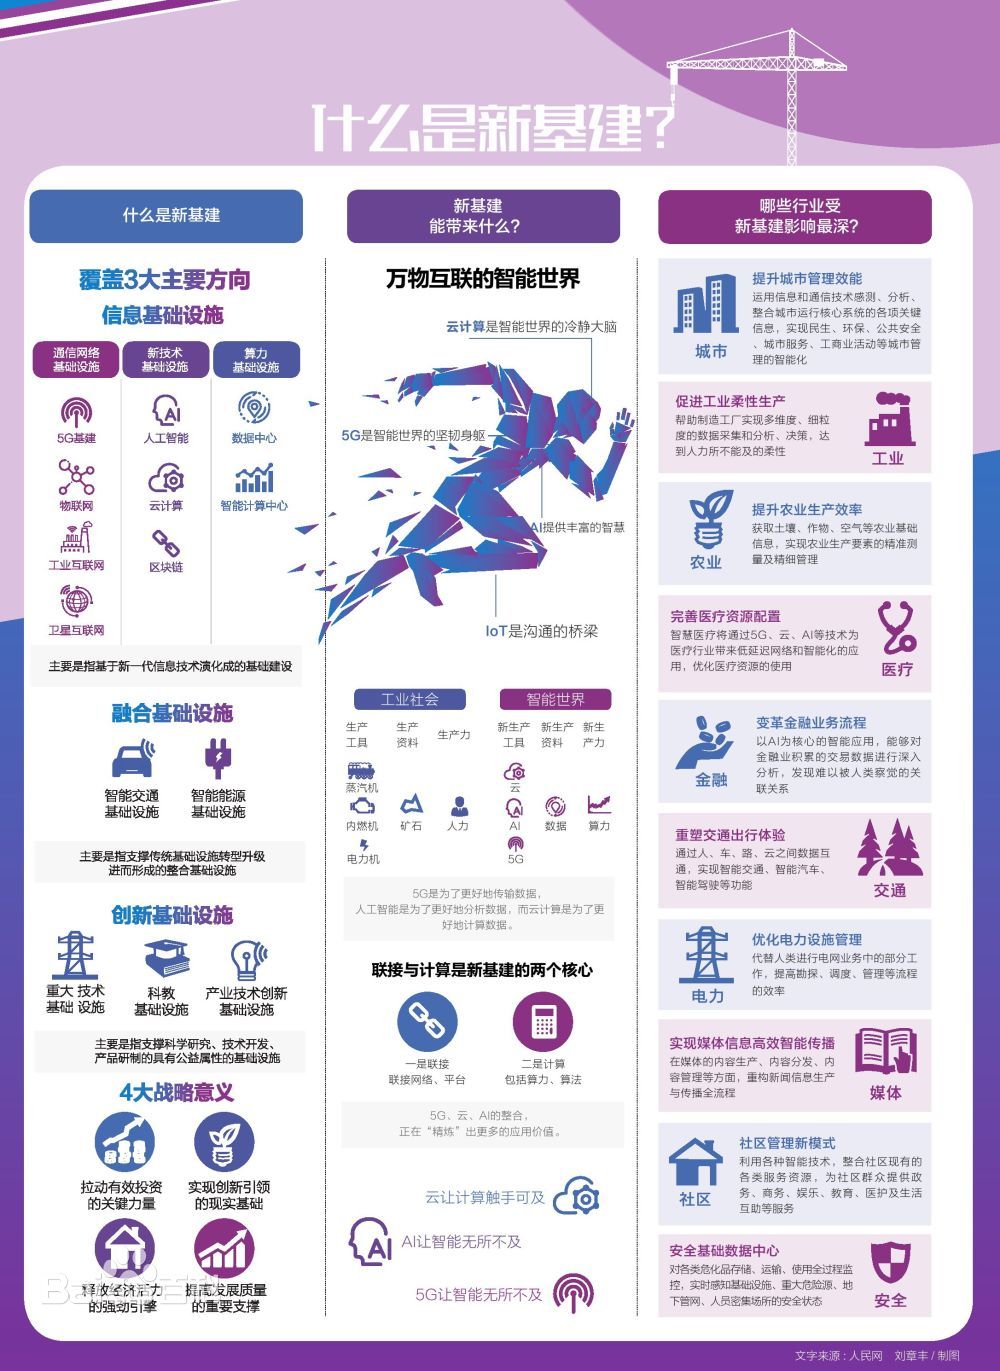 什么是新基建?
什么是新基建
覆盖3大主要方向
信息基础设施
通信网络
基础设施
新技术
基础设施
算力
基础设施
5G基建
人工智能
数据中心
物联网
云计算
智能计算中心
工业互联网
区块链
卫星互联网
主要是指基于新一代信息技术演化成的基础建设
融合基础设施
智能交通
基础设施
智能能源
基础设施
主要是指支撑传统基础设施转型升级
进而形成的整合基础设施
创新基础设施
重大 技术
基础 设施
科教
基础设施
产业技术创新
基础设施
主要是指支撑科学研究、技术开发、
产品研制的具有公益属性的基础设施
4大战略意义
拉动有效投资
的关键力量
实现创新引领
的现实基础
释放经济活力
的强劲引擎
提高发展质量
的重要支撑
Baidu百科
新基建
能带来什么?
万物互联的智能世界
云计算是智能世界的冷静大脑
5G是智能世界的坚韧身躯
AI提供丰富的智慧
IoT是沟通的桥梁
工业社会
生产
工具
生产
资料
生产力
蒸汽机
内燃机
矿石
人力
电力机
智能世界
新生产
工具
新生产
资料
新生
产力
云
AI
数据
算力
5G
5G是为了更好地传输数据，
人工智能是为了更好地分析数据，而云计算是为了更
好地计算数据。
联接与计算是新基建的两个核心
一是联接
联接网络、平台
二是计算
包括算力、算法
5G、云、AI的整合，
正在“精炼”出更多的应用价值。
云让计算触手可及
AI让智能无所不及
5G让智能无所不及
哪些行业受
新基建影响最深?
城市
提升城市管理效能
运用信息和通信技术感测、分析、
整合城市运行核心系统的各项关键
信息，实现民生、环保、公共安全
、城市服务、工商业活动等城市管
理的智能化
促进工业柔性生产
帮助制造工厂实现多维度、细粒
度的数据采集和分析、决策，达
到人力所不能及的柔性
工业
农业
提升农业生产效率
获取土壤、作物、空气等农业基础
信息，实现农业生产要素的精准测
量及精细管理
完善医疗资源配置
智慧医疗将通过5G、云、AI等技术为
医疗行业带来低延迟网络和智能化的应
用，优化医疗资源的使用
医疗
金融
变革金融业务流程
以AI为核心的智能应用，能够对
金融业积累的交易数据进行深入
分析，发现难以被人类察觉的关
联关系
重塑交通出行体验
通过人、车、路、云之间数据互
通，实现智能交通、智能汽车、
智能驾驶等功能
交通
电力
优化电力设施管理
代替人类进行电网业务中的部分工
作，提高勘探、调度、管理等流程
的效率
实现媒体信息高效智能传播
在媒体的内容生产、内容分发、内
容管理等方面，重构新闻信息生产
与传播全流程
媒体
社区
社区管理新模式
利用各种智能技术，整合社区现有的
各类服务资源，为社区群众提供政
务、商务、娱乐、教育、医护及生活
互助等服务
安全基础数据中心
对各类危化品存储、运输、使用全过程监
控，实时感知基础设施、重大危险源、地
下管网、人员密集场所的安全状态
安全
文字来源：人民网　刘章丰 / 制图